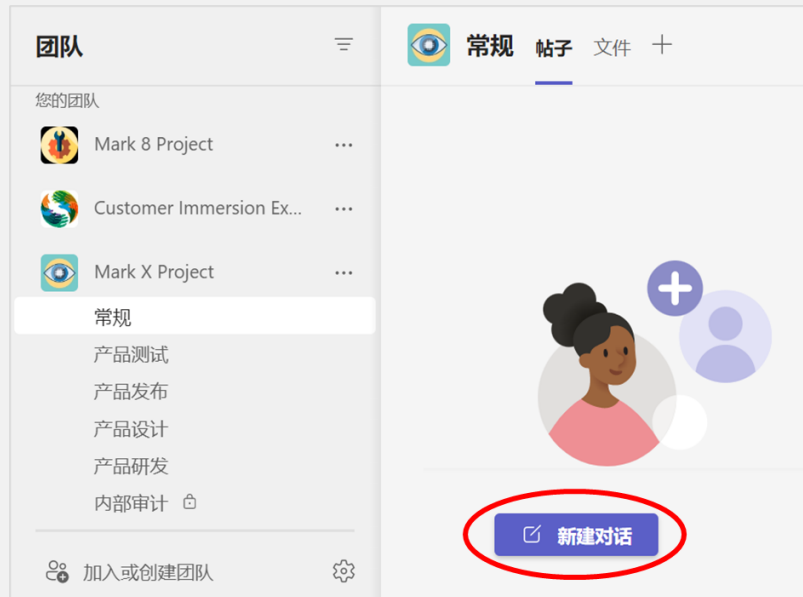 团队
您的团队
Mark 8 Project
Customer Immersion Ex...
Mark X Project
常规
产品测试
产品发布
产品设计
产品研发
内部审计
加入或创建团队
常规 帖子 文件
新建对话